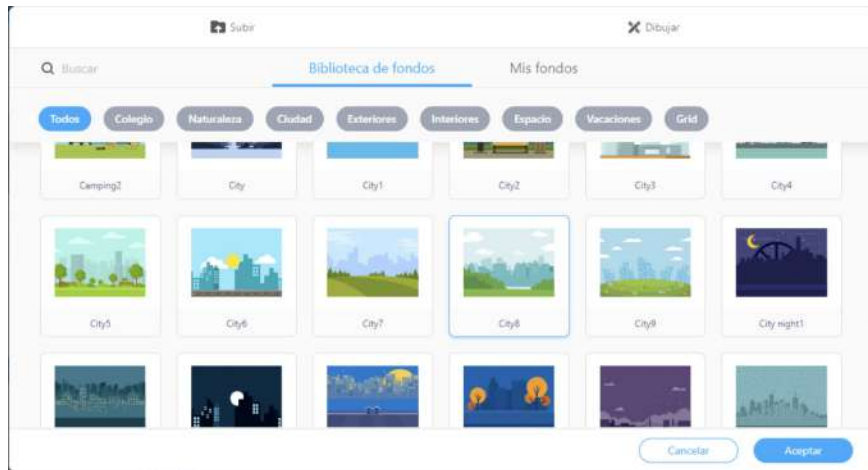 Subir Dibujar
Buscar Biblioteca de fondos Mis fondos
Todos Colegio Naturaleza Ciudad Exteriores Interiores Espacio Vacaciones Grid
Camping2 City City1 City2 City3 City4
City5 City6 City7 City8 City9 City night1
Cancelar Aceptar